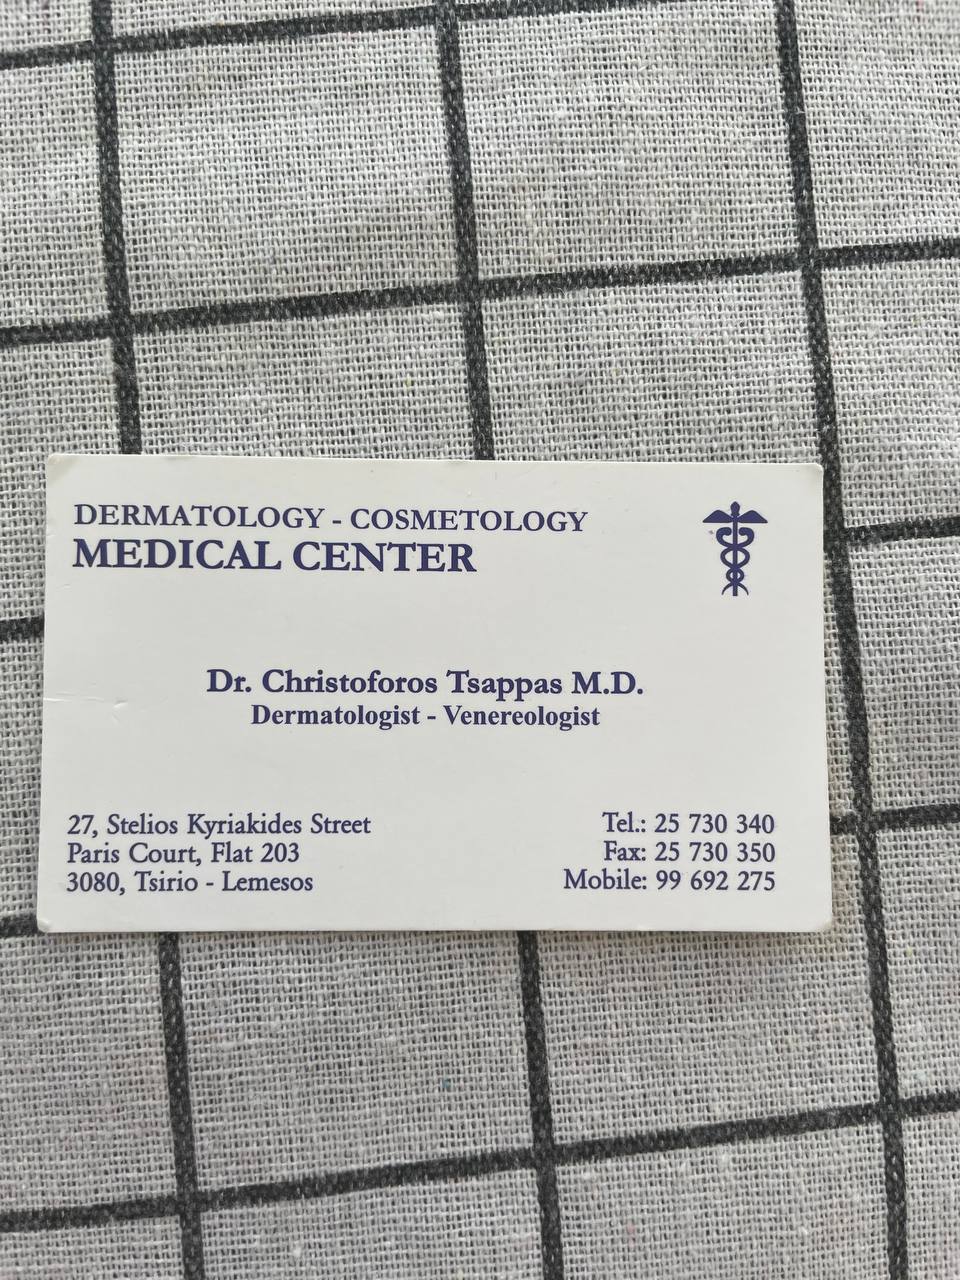 DERMATOLOGY - COSMETOLOGY
MEDICAL CENTER
Dr. Christoforos Tsappas M.D.
Dermatologist - Venereologist
27, Stelios Kyriakides Street
Paris Court, Flat 203
3080, Tsirio - Lemesos
Tel.: 25 730 340
Fax: 25 730 350
Mobile: 99 692 275